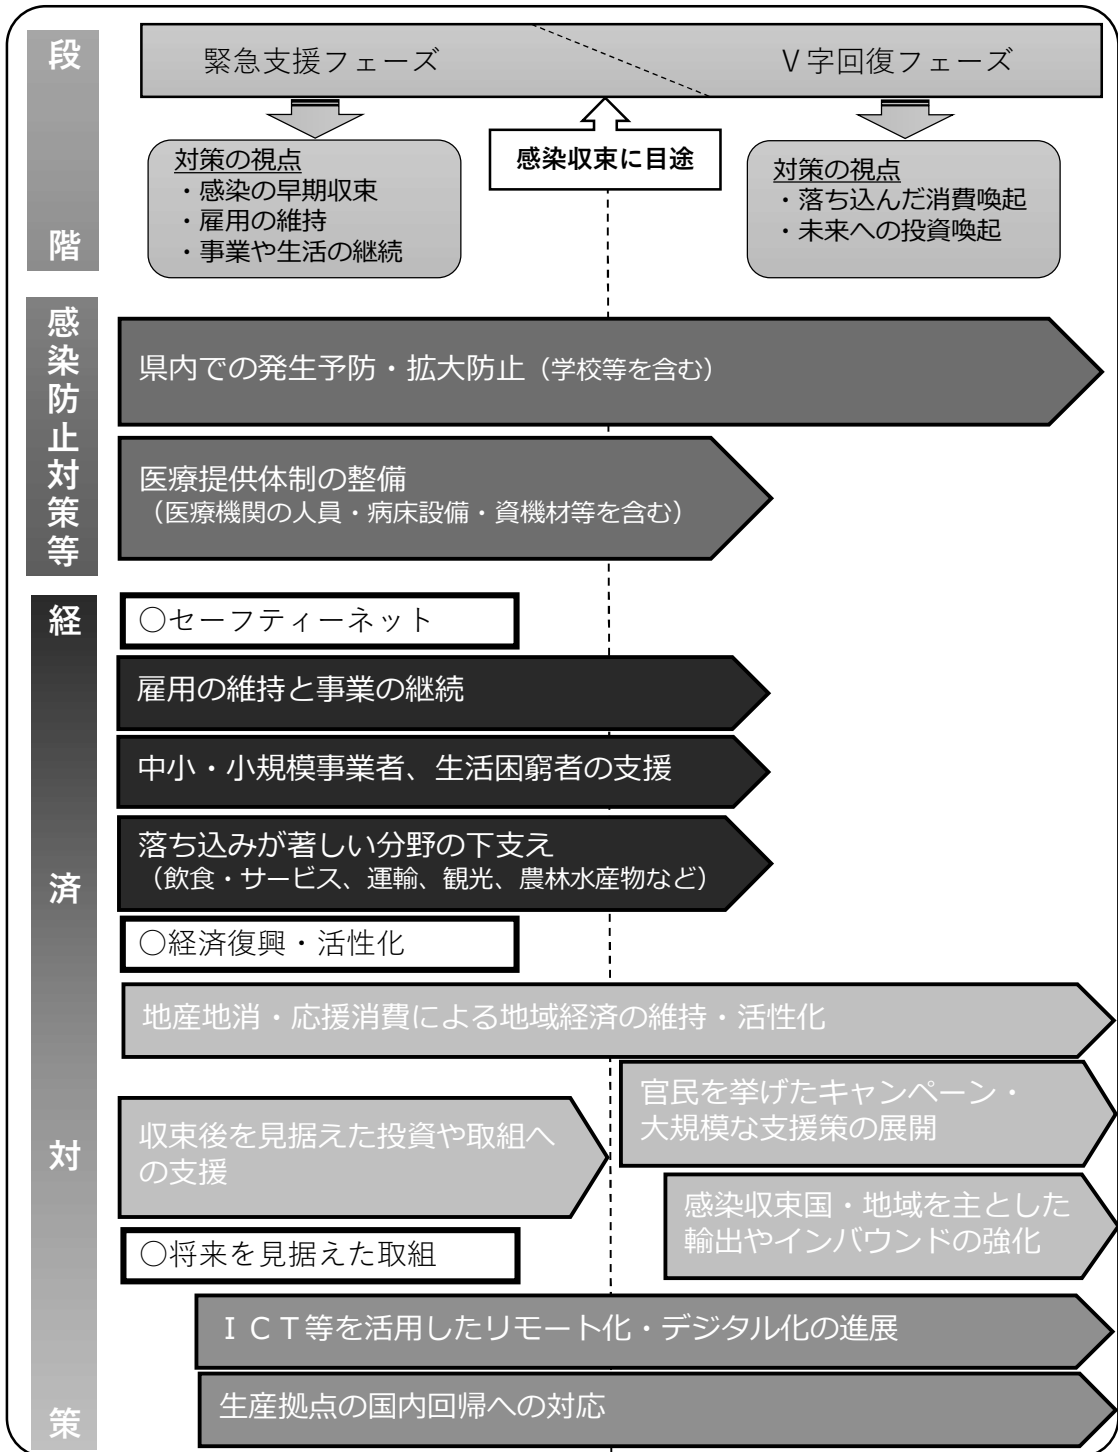 段階
緊急支援フェーズ
V字回復フェーズ
対策の視点
・感染の早期収束
・雇用の維持
・事業や生活の継続
感染収束に目途
対策の視点
・落ち込んだ消費喚起
・未来への投資喚起
感染防止対策等
県内での発生予防・拡大防止（学校等を含む）
医療提供体制の整備
（医療機関の人員・病床設備・資機材等を含む）
経済対策
○セーフティーネット
雇用の維持と事業の継続
中小・小規模事業者、生活困窮者の支援
落ち込みが著しい分野の下支え
（飲食・サービス、運輸、観光、農林水産物など）
○経済復興・活性化
地産地消・応援消費による地域経済の維持・活性化
官民を挙げたキャンペーン・
大規模な支援策の展開
収束後を見据えた投資や取組へ
の支援
感染収束国・地域を主とした
輸出やインバウンドの強化
○将来を見据えた取組
ＩＣＴ等を活用したリモート化・デジタル化の進展
生産拠点の国内回帰への対応